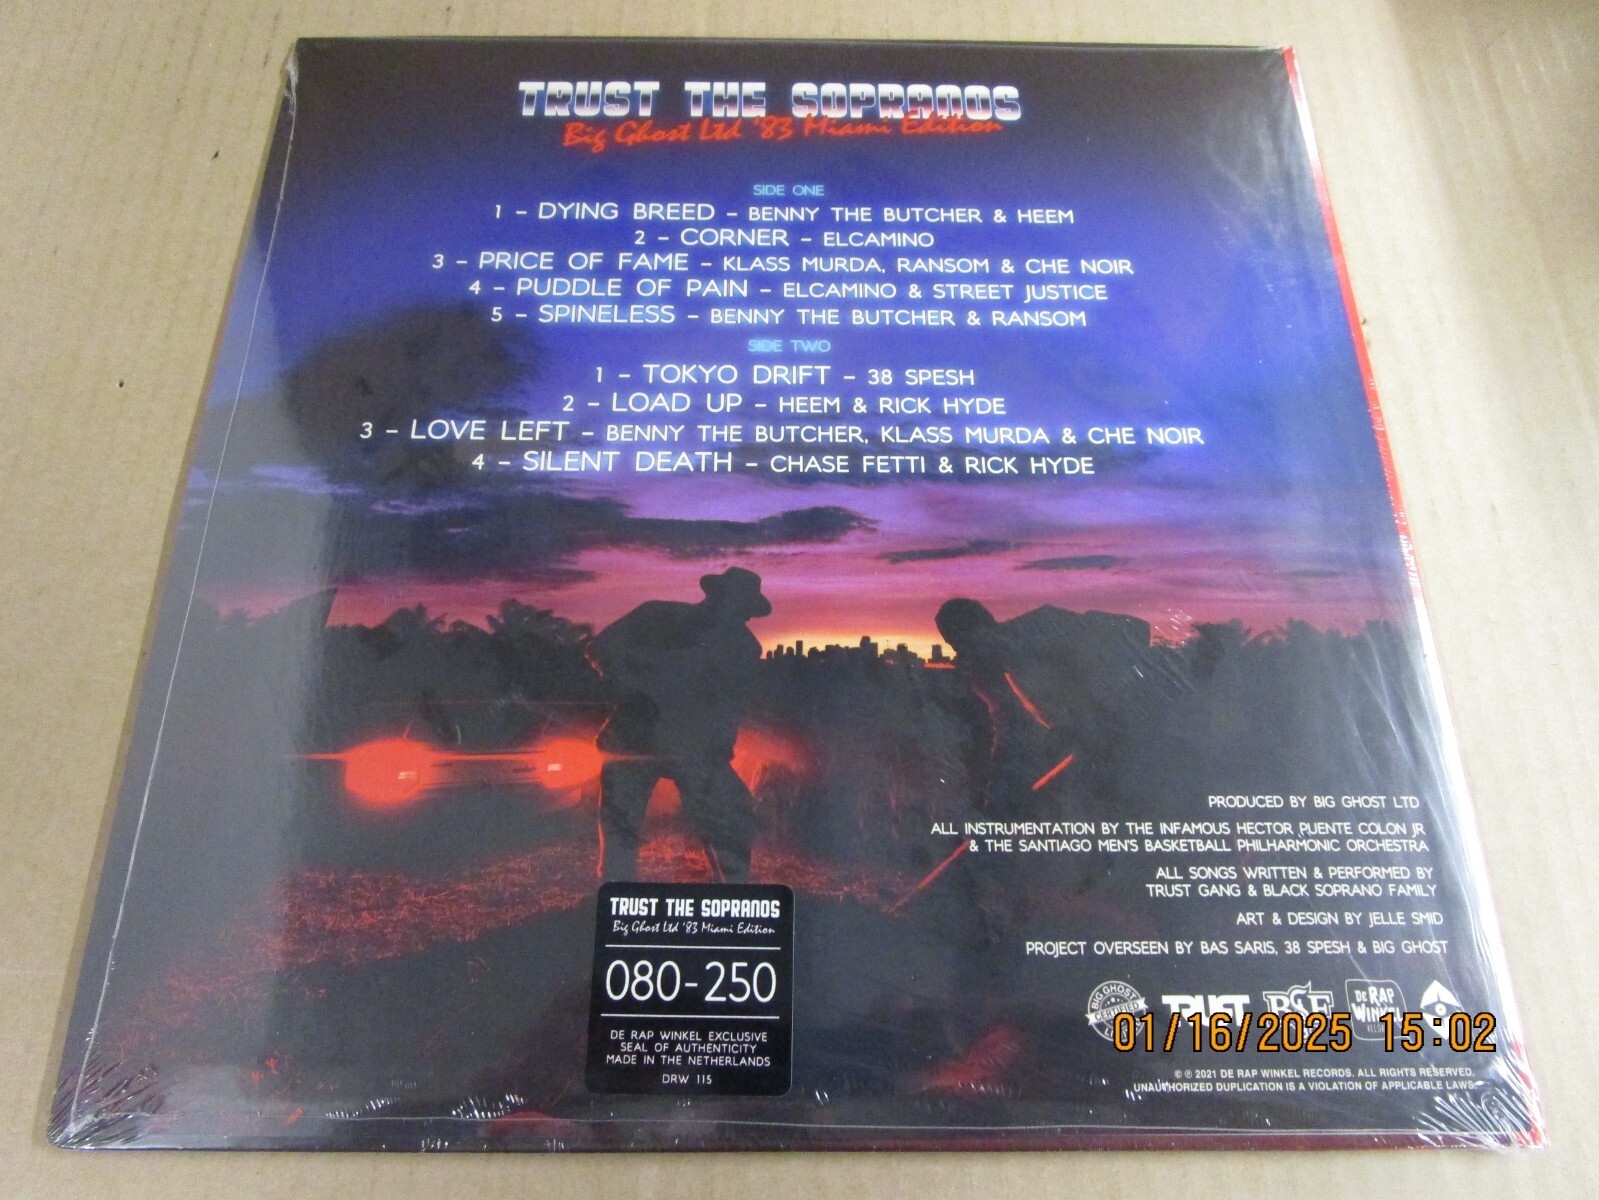 TRUST THE SOPRANOS
Big Ghost Ltd '83 Miami Edition
SIDE ONE
1 – DYING BREED – BENNY THE BUTCHER & HEEM
2 – CORNER – ELCAMINO
3 – PRICE OF FAME – KLASS MURDA, RANSOM & CHE NOIR
4 – PUDDLE OF PAIN – ELCAMINO & STREET JUSTICE
5 – SPINELESS – BENNY THE BUTCHER & RANSOM
SIDE TWO
1 – TOKYO DRIFT – 38 SPESH
2 – LOAD UP – HEEM & RICK HYDE
3 – LOVE LEFT – BENNY THE BUTCHER, KLASS MURDA & CHE NOIR
4 – SILENT DEATH – CHASE FETTI & RICK HYDE
PRODUCED BY BIG GHOST LTD
ALL INSTRUMENTATION BY THE INFAMOUS HECTOR PUENTE COLON JR
& THE SANTIAGO MEN'S BASKETBALL PHILHARMONIC ORCHESTRA
ALL SONGS WRITTEN & PERFORMED BY
TRUST GANG & BLACK SOPRANO FAMILY
ART & DESIGN BY JELLE SMID
PROJECT OVERSEEN BY BAS SARIS, 38 SPESH & BIG GHOST
TRUST THE SOPRANOS
Big Ghost Ltd '83 Miami Edition
080-250
DE RAP WINKEL EXCLUSIVE
SEAL OF AUTHENTICITY
MADE IN THE NETHERLANDS
DRW 115
BIG GHOST
CERTIFIED
TRUST
BSF
DE RAP
WINKEL
01/16/2025 15:02
© ℗ 2021 DE RAP WINKEL RECORDS. ALL RIGHTS RESERVED.
UNAUTHORIZED DUPLICATION IS A VIOLATION OF APPLICABLE LAWS.